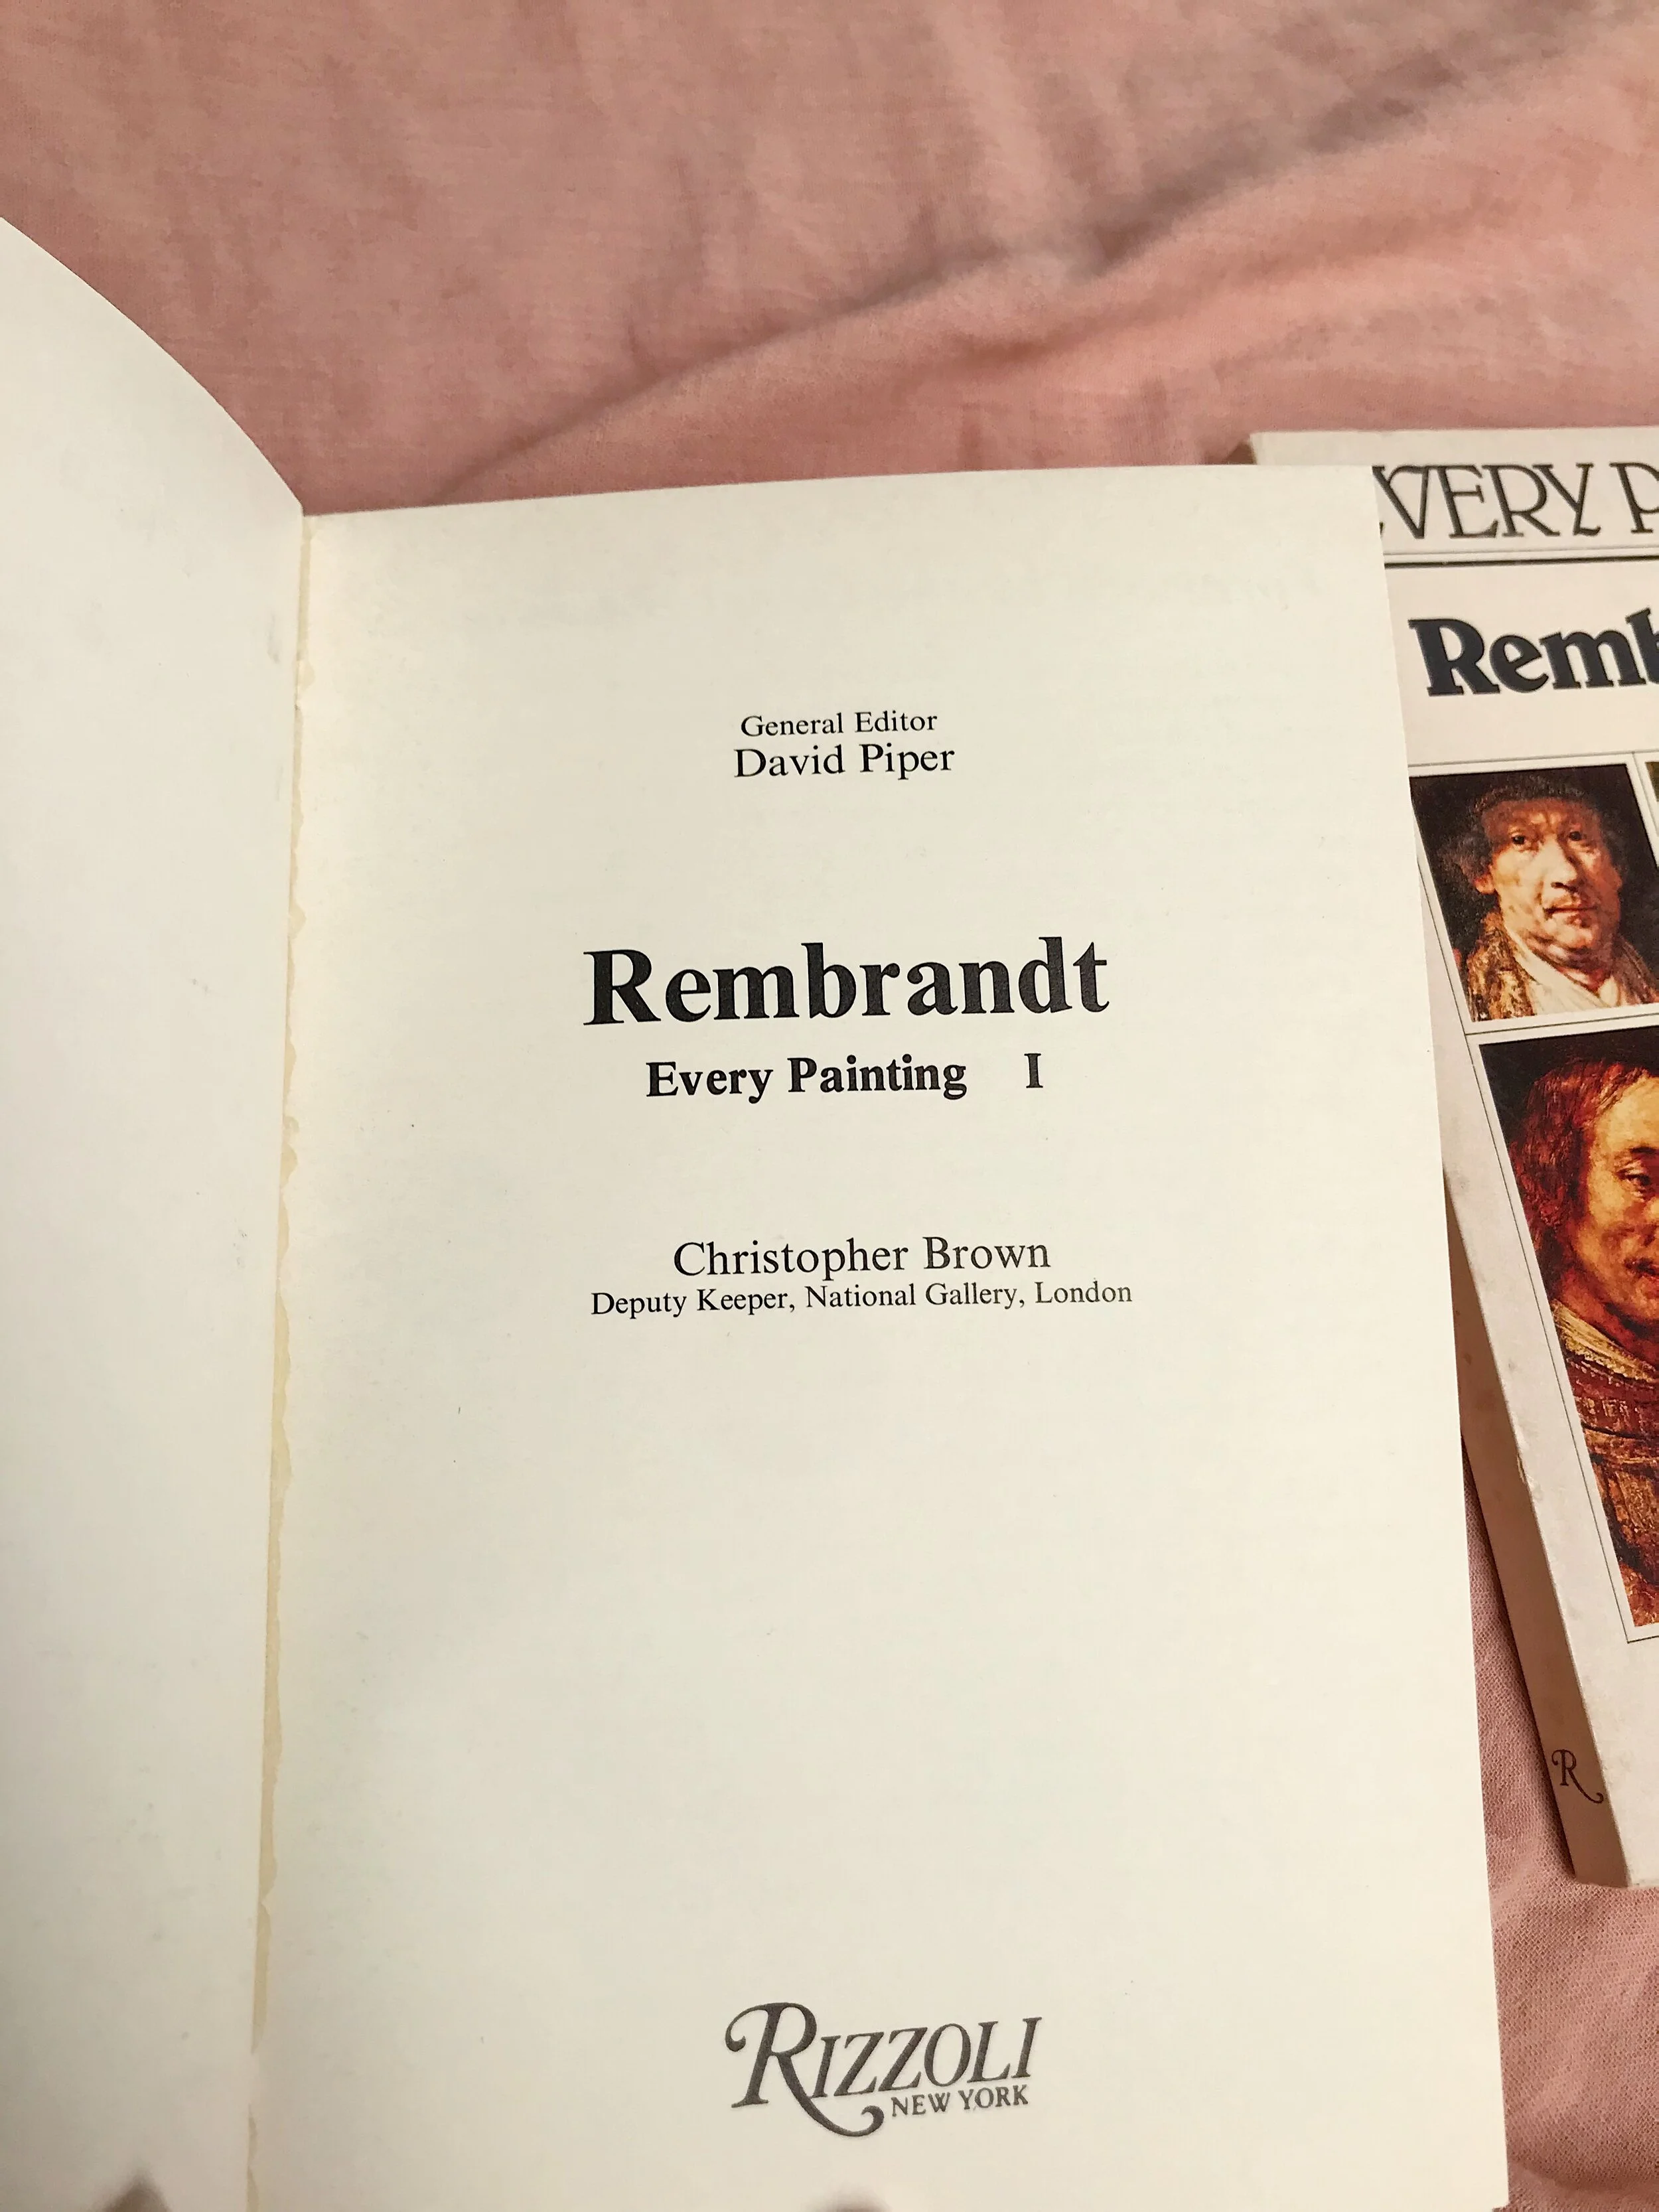 General Editor
David Piper
Rembrandt
Every Painting I
Christopher Brown
Deputy Keeper, National Gallery, London
RIZZOLI
NEW YORK
VERY P
Remb
R